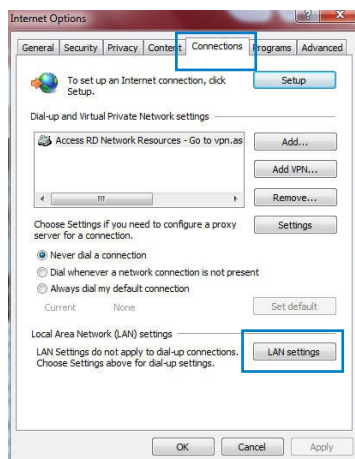 Internet Options
General Security Privacy Content Connections Programs Advanced
To set up an Internet connection, click
Setup.
Setup
Dial-up and Virtual Private Network settings
Access RD Network Resources - Go to vpn.as
Add...
Add VPN...
Remove...
Choose Settings if you need to configure a proxy
server for a connection.
Settings
Never dial a connection
Dial whenever a network connection is not present
Always dial my default connection
Current None
Set default
Local Area Network (LAN) settings
LAN Settings do not apply to dial-up connections.
Choose Settings above for dial-up settings.
LAN settings
OK Cancel Apply